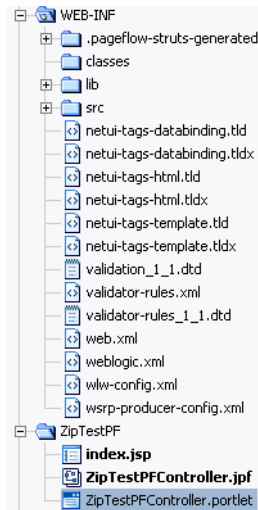 WEB-INF
.pageflow-struts-generated
classes
lib
src
netui-tags-databinding.tld
netui-tags-databinding.tldx
netui-tags-html.tld
netui-tags-html.tldx
netui-tags-template.tld
netui-tags-template.tldx
validation_1_1.dtd
validator-rules.xml
validator-rules_1_1.dtd
web.xml
weblogic.xml
wlw-config.xml
wsrp-producer-config.xml
ZipTestPF
index.jsp
ZipTestPFController.jpf
ZipTestPFController.portlet